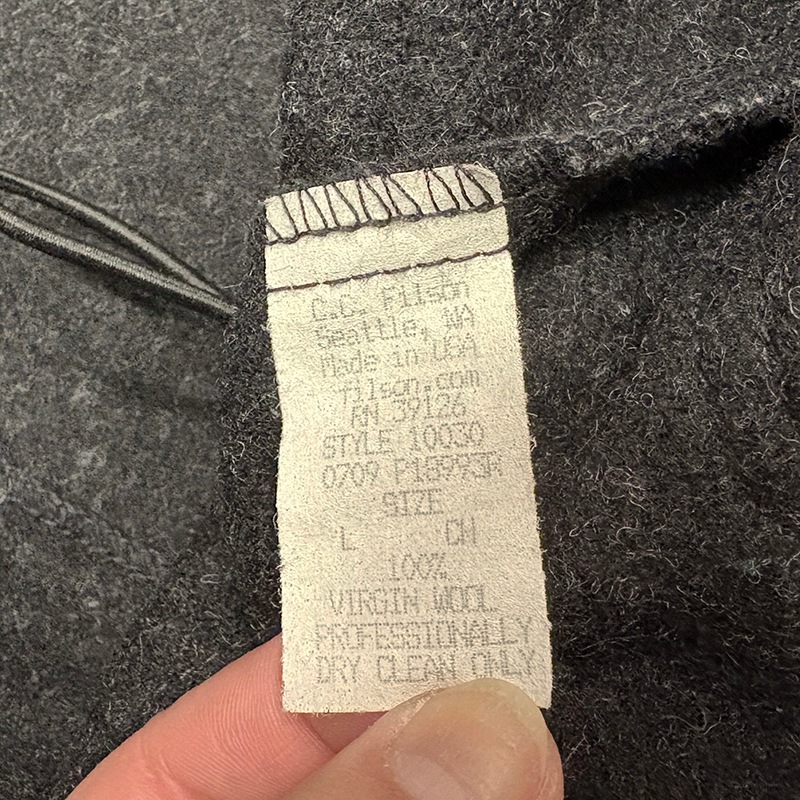 C.C. Filson
Seattle, WA
Made in USA
filson.com
RN 39126
STYLE 10030
0709
SIZE
L CH
100%
VIRGIN WOOL
PROFESSIONALLY
DRY CLEAN ONLY